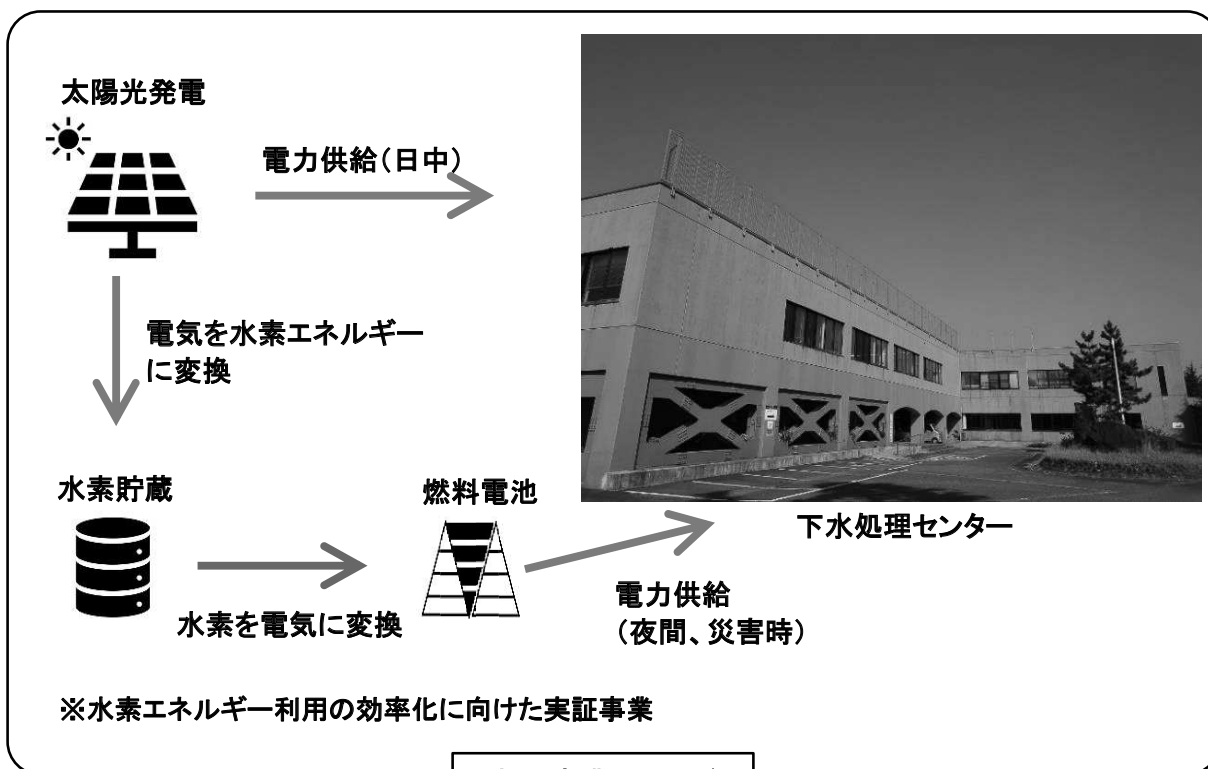 太陽光発電
電力供給(日中)
電気を水素エネルギー
に変換
水素貯蔵
燃料電池
下水処理センター
水素を電気に変換
電力供給
(夜間、災害時)
※水素エネルギー利用の効率化に向けた実証事業